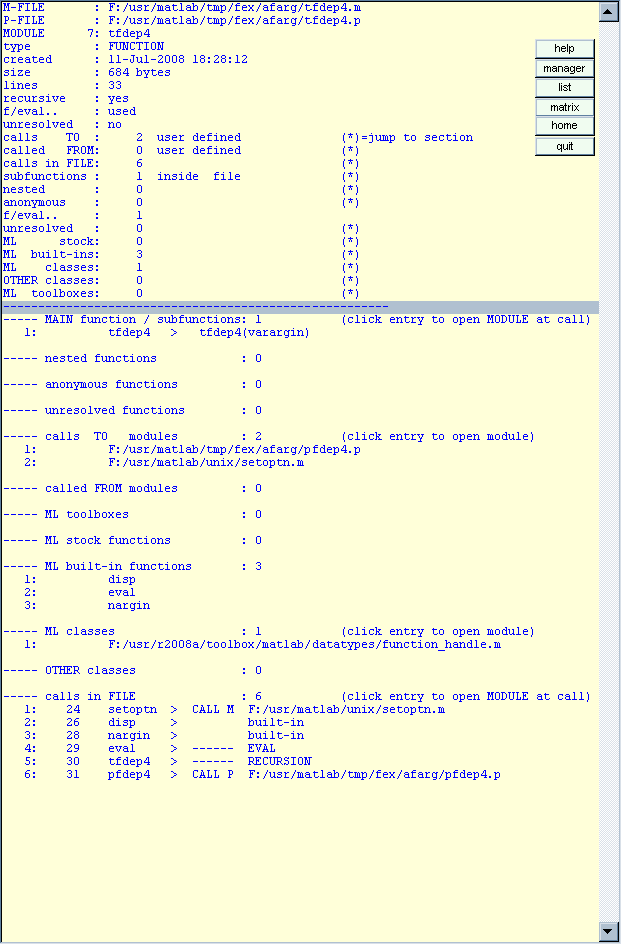 M-FILE       : F:/usr/matlab/tmp/fex/afarg/tfdep4.m
P-FILE       : F:/usr/matlab/tmp/fex/afarg/tfdep4.p
MODULE      7: tfdep4
type         : FUNCTION
created      : 11-Jul-2008 18:28:12
size         : 684 bytes
lines        : 33
recursive    : yes
f/eval..     : used
unresolved   : no
calls    TO  :     2  user defined              (*)=jump to section
called   FROM:     0  user defined              (*)
calls in FILE:     6                            (*)
subfunctions :     1  inside  file              (*)
nested       :     0                            (*)
anonymous    :     0                            (*)
f/eval..     :     1
unresolved   :     0                            (*)
ML      stock:     0                            (*)
ML  built-ins:     3                            (*)
ML    classes:     1                            (*)
OTHER classes:     0                            (*)
ML  toolboxes:     0                            (*)
help
manager
list
matrix
home
quit
-------------------------------------------------------
----- MAIN function / subfunctions: 1           (click entry to open MODULE at call)
   1:          tfdep4   >   tfdep4(varargin)
----- nested functions            : 0
----- anonymous functions         : 0
----- unresolved functions        : 0
----- calls  TO   modules         : 2           (click entry to open module)
   1:          F:/usr/matlab/tmp/fex/afarg/pfdep4.p
   2:          F:/usr/matlab/unix/setoptn.m
----- called FROM modules         : 0
----- ML toolboxes                : 0
----- ML stock functions          : 0
----- ML built-in functions       : 3
   1:          disp
   2:          eval
   3:          nargin
----- ML classes                  : 1           (click entry to open module)
   1:          F:/usr/r2008a/toolbox/matlab/datatypes/function_handle.m
----- OTHER classes               : 0
----- calls in FILE               : 6           (click entry to open MODULE at call)
   1:    24    setoptn  >  CALL M  F:/usr/matlab/unix/setoptn.m
   2:    26    disp     >          built-in
   3:    28    nargin   >          built-in
   4:    29    eval     >  ------  EVAL
   5:    30    tfdep4   >  ------  RECURSION
   6:    31    pfdep4   >  CALL P  F:/usr/matlab/tmp/fex/afarg/pfdep4.p